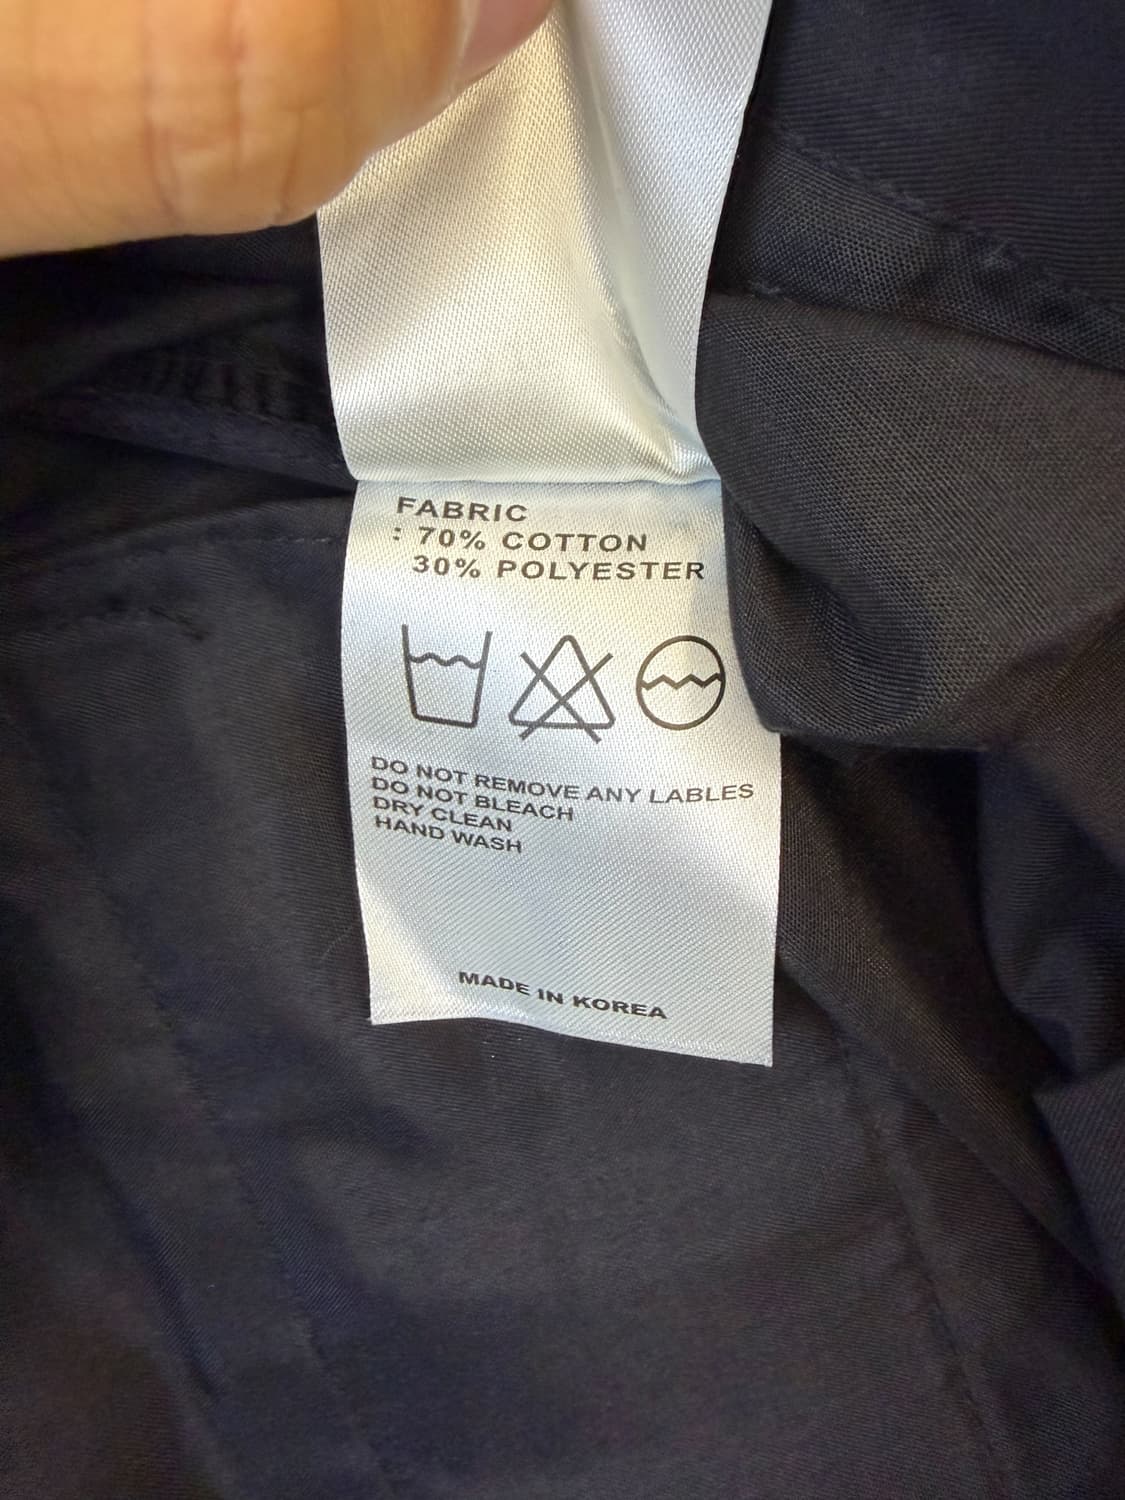 FABRIC
: 70% COTTON
30% POLYESTER
DO NOT REMOVE ANY LABLES
DO NOT BLEACH
DRY CLEAN
HAND WASH
MADE IN KOREA